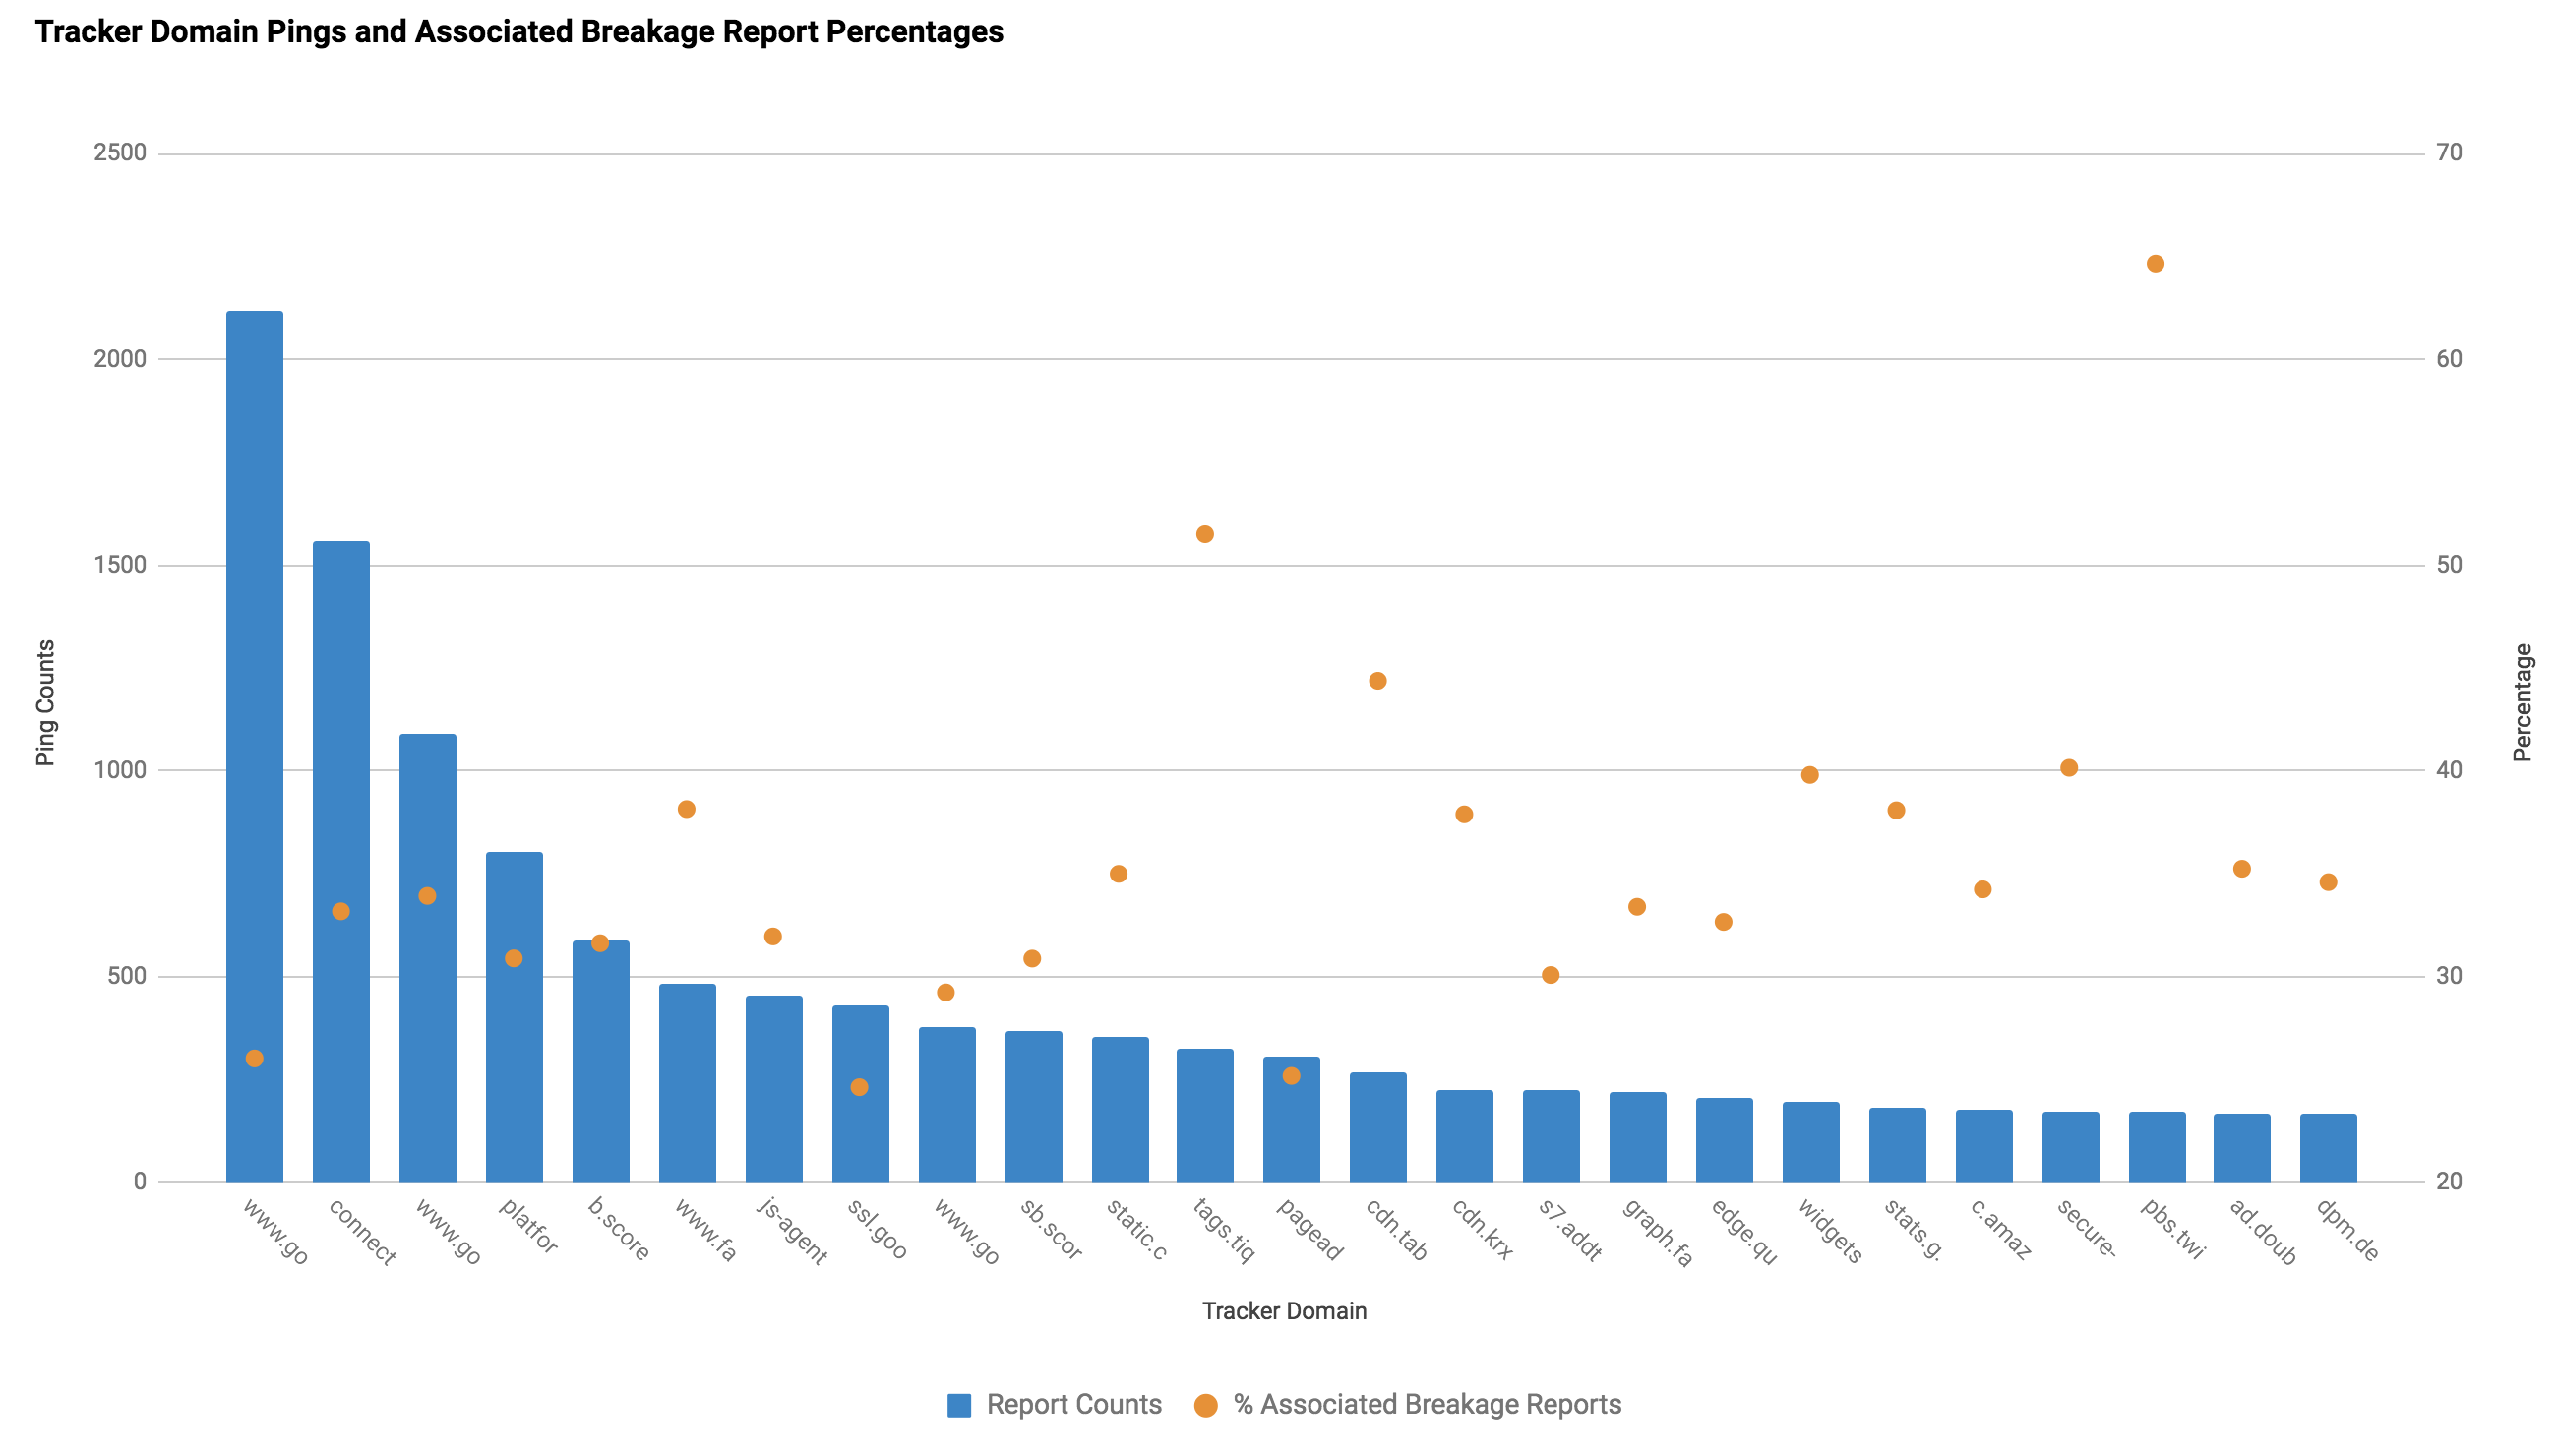 Tracker Domain Pings and Associated Breakage Report Percentages
2500
70
2000
60
1500
50
1000
40
500
30
0
20
Ping Counts
Percentage
www.go
connect
www.go
platfor
b.score
www.fa
js-agent
ssl.goo
www.go
sb.scor
static.c
tags.tiq
pagead
cdn.tab
cdn.krx
s7.addt
graph.fa
edge.qu
widgets
stats.g.
c.amaz
secure-
pbs.twi
ad.doub
dpm.de
Tracker Domain
Report Counts
% Associated Breakage Reports